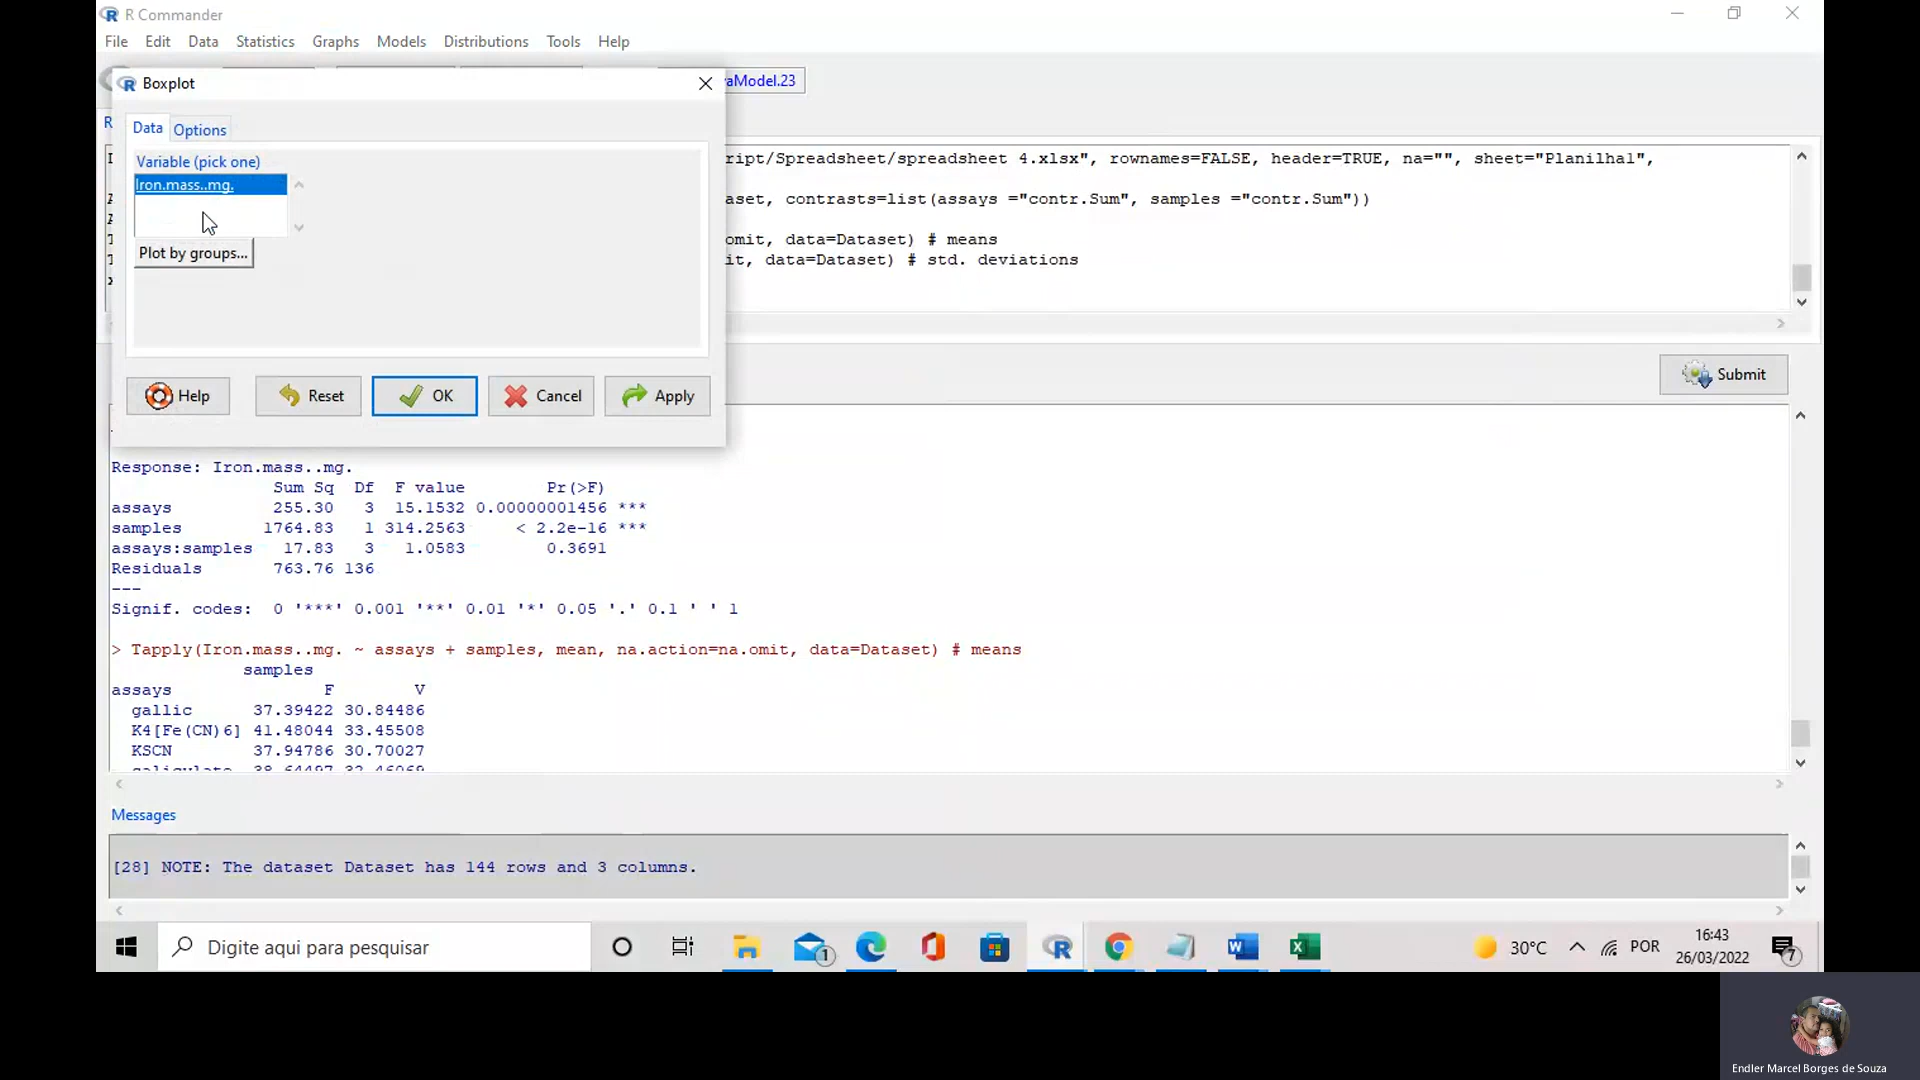 R Commander
File Edit Data Statistics Graphs Models Distributions Tools Help
Boxplot
aModel.23
Data Options
Variable (pick one)
Iron.mass..mg.
Plot by groups...
Help Reset OK Cancel Apply
ript/Spreadsheet/spreadsheet 4.xlsx", rownames=FALSE, header=TRUE, na="", sheet="Planilha1",
aset, contrasts=list(assays ="contr.Sum", samples ="contr.Sum"))
omit, data=Dataset) # means
it, data=Dataset) # std. deviations
Submit
Response: Iron.mass..mg.
Sum Sq Df F value Pr(>F)
assays 255.30 3 15.1532 0.00000001456 ***
samples 1764.83 1 314.2563 < 2.2e-16 ***
assays:samples 17.83 3 1.0583 0.3691
Residuals 763.76 136
---
Signif. codes: 0 '***' 0.001 '**' 0.01 '*' 0.05 '.' 0.1 ' ' 1
> Tapply(Iron.mass..mg. ~ assays + samples, mean, na.action=na.omit, data=Dataset) # means
samples
assays F V
gallic 37.39422 30.84486
K4[Fe(CN)6] 41.48044 33.45508
KSCN 37.94786 30.70027
Messages
[28] NOTE: The dataset Dataset has 144 rows and 3 columns.
Digite aqui para pesquisar
1
30°C
POR
16:43
26/03/2022
7
Endler Marcel Borges de Souza